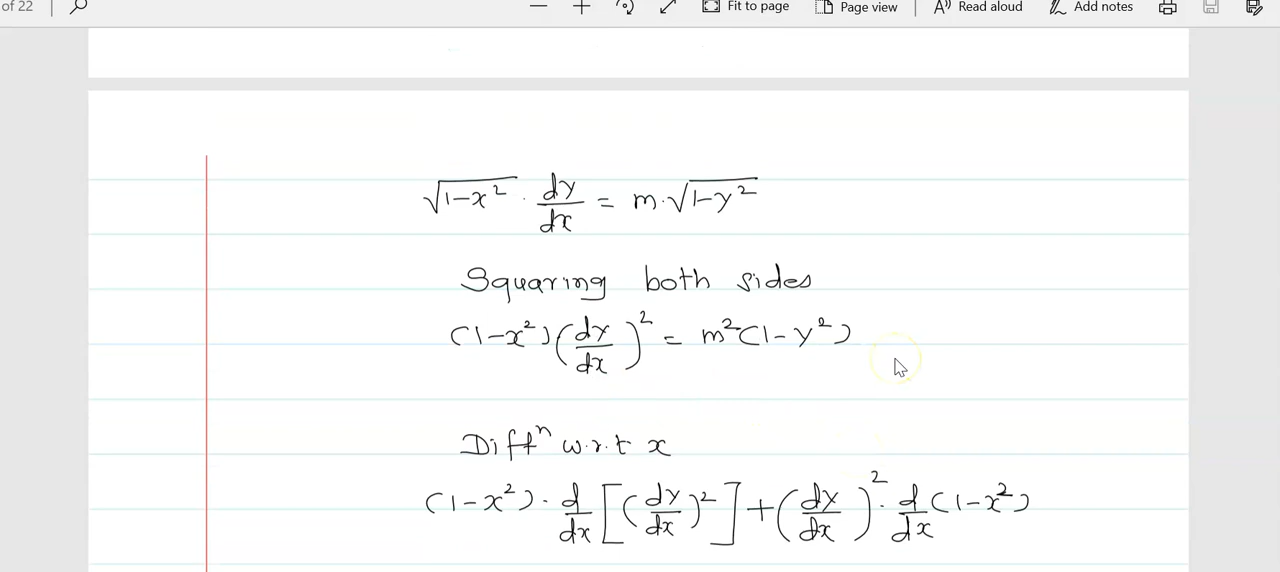 of 22 Fit to page Page view Read aloud Add notes
√(1-x²) · dy/dx = m·√(1-y²)
Squaring both sides
(1-x²)(dy/dx)² = m²(1-y²)
Diffⁿ w.r.t x
(1-x²)· d/dx [(dy/dx)²] + (dy/dx)² · d/dx (1-x²)